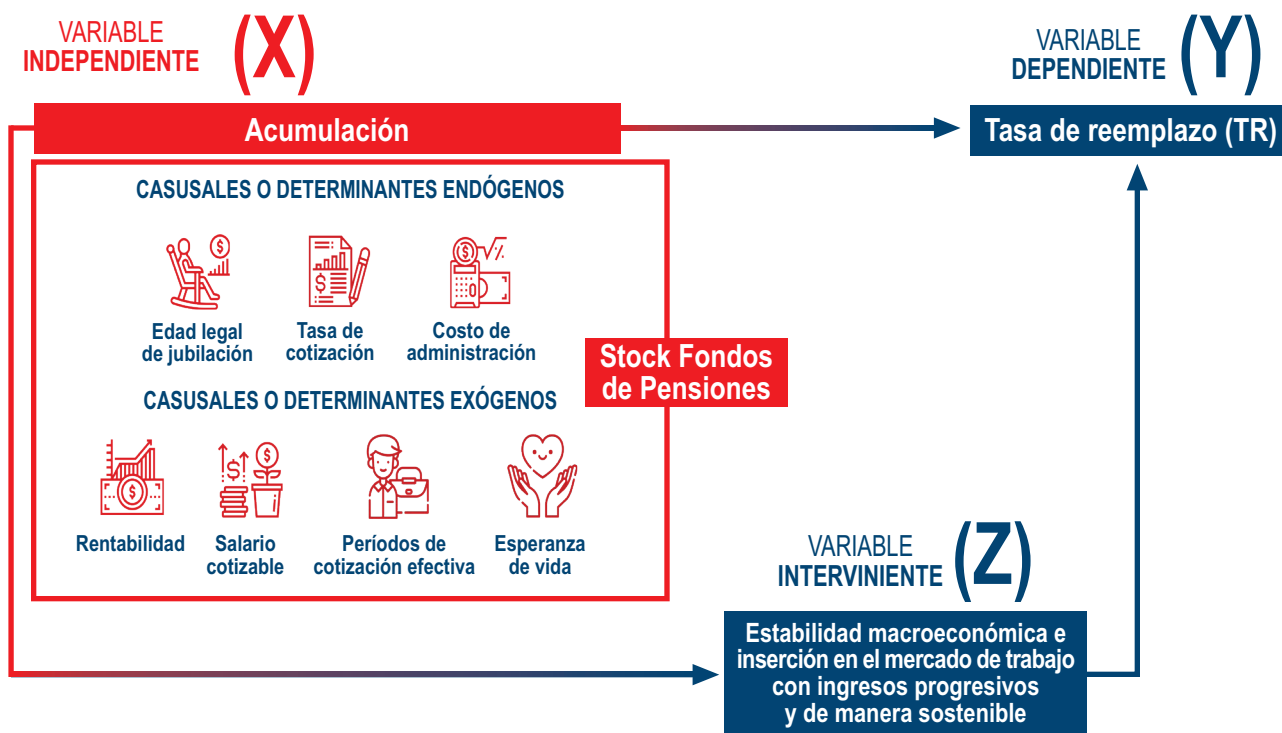 VARIABLE
INDEPENDIENTE
(X)
VARIABLE
DEPENDIENTE
(Y)
Acumulación
Tasa de reemplazo (TR)
CASUSALES O DETERMINANTES ENDÓGENOS
Edad legal
de jubilación
Tasa de
cotización
Costo de
administración
Stock Fondos
de Pensiones
CASUSALES O DETERMINANTES EXÓGENOS
Rentabilidad
Salario
cotizable
Períodos de
cotización efectiva
Esperanza
de vida
VARIABLE
INTERVINIENTE
(Z)
Estabilidad macroeconómica e
inserción en el mercado de trabajo
con ingresos progresivos
y de manera sostenible